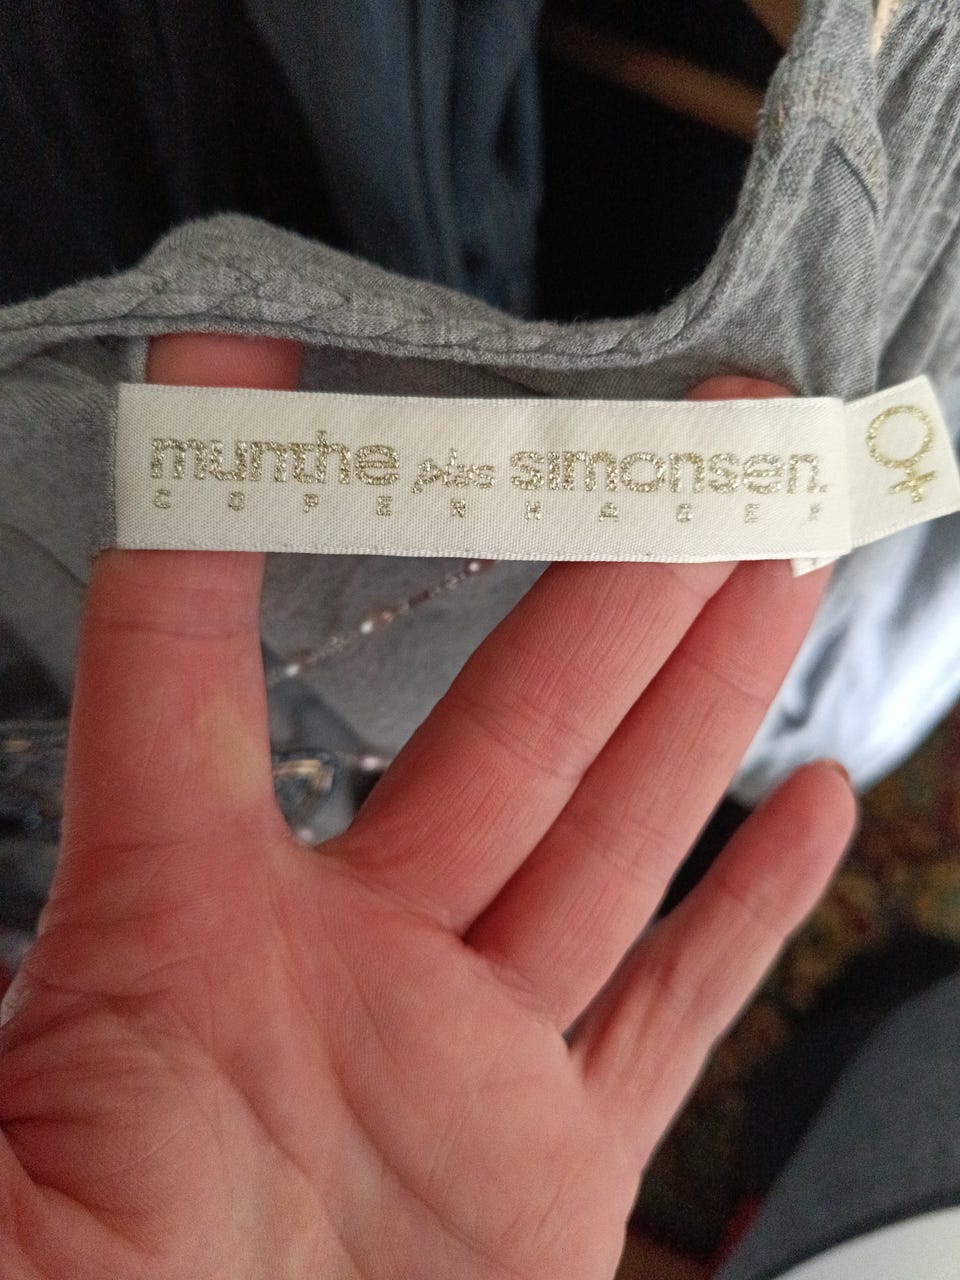 munthe plus simonsen.
COPENHAGEN
♀